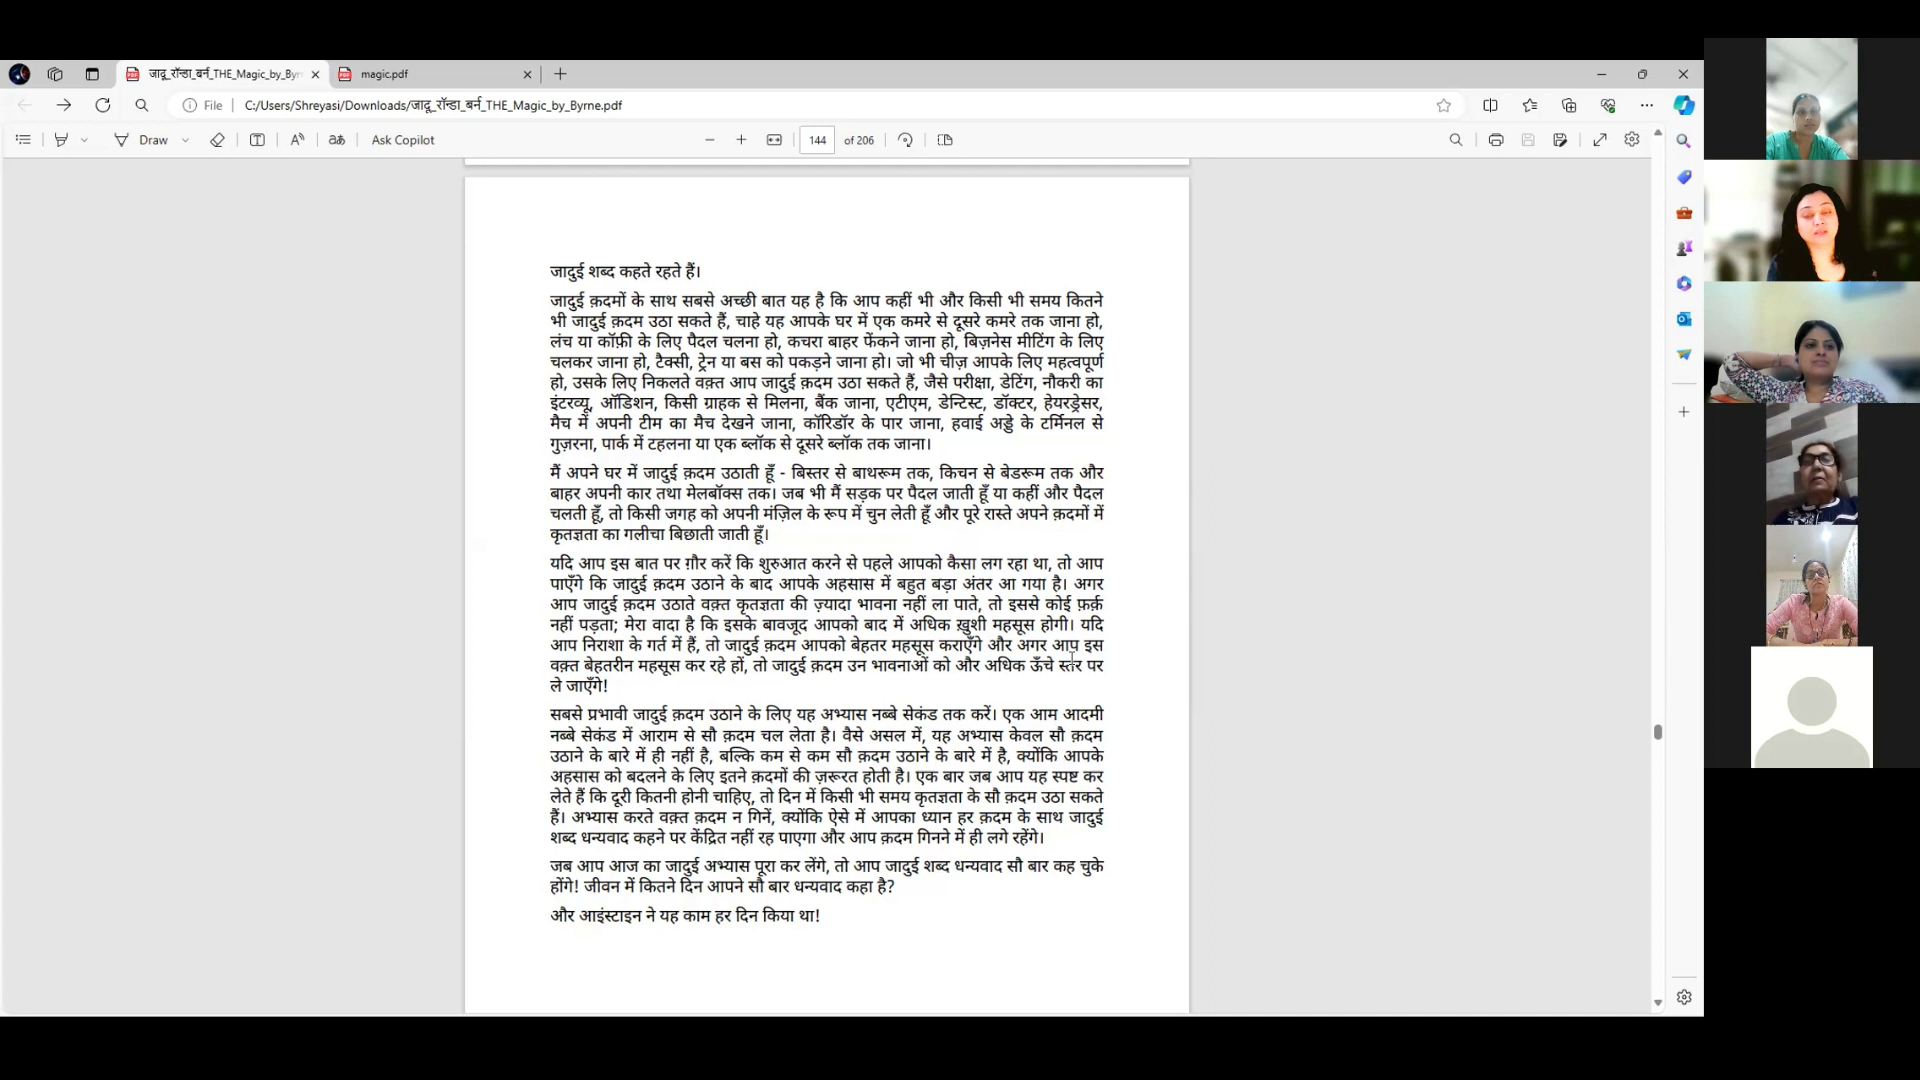 जादू_रॉन्डा_बर्न_THE_Magic_by_Byr
magic.pdf
File
C:/Users/Shreyasi/Downloads/जादू_रॉन्डा_बर्न_THE_Magic_by_Byrne.pdf
Draw
aあ
Ask Copilot
144 of 206
जादुई शब्द कहते रहते हैं।
जादुई क़दमों के साथ सबसे अच्छी बात यह है कि आप कहीं भी और किसी भी समय कितने
भी जादुई क़दम उठा सकते हैं, चाहे यह आपके घर में एक कमरे से दूसरे कमरे तक जाना हो,
लंच या कॉफ़ी के लिए पैदल चलना हो, कचरा बाहर फेंकने जाना हो, बिज़नेस मीटिंग के लिए
चलकर जाना हो, टैक्सी, ट्रेन या बस को पकड़ने जाना हो। जो भी चीज़ आपके लिए महत्वपूर्ण
हो, उसके लिए निकलते वक़्त आप जादुई क़दम उठा सकते हैं, जैसे परीक्षा, डेटिंग, नौकरी का
इंटरव्यू, ऑडिशन, किसी ग्राहक से मिलना, बैंक जाना, एटीएम, डेन्टिस्ट, डॉक्टर, हेयरड्रेसर,
मैच में अपनी टीम का मैच देखने जाना, कॉरिडॉर के पार जाना, हवाई अड्डे के टर्मिनल से
गुज़रना, पार्क में टहलना या एक ब्लॉक से दूसरे ब्लॉक तक जाना।
मैं अपने घर में जादुई क़दम उठाती हूँ - बिस्तर से बाथरूम तक, किचन से बेडरूम तक और
बाहर अपनी कार तथा मेलबॉक्स तक। जब भी मैं सड़क पर पैदल जाती हूँ या कहीं और पैदल
चलती हूँ, तो किसी जगह को अपनी मंज़िल के रूप में चुन लेती हूँ और पूरे रास्ते अपने क़दमों में
कृतज्ञता का गलीचा बिछाती जाती हूँ।
यदि आप इस बात पर ग़ौर करें कि शुरुआत करने से पहले आपको कैसा लग रहा था, तो आप
पाएँगे कि जादुई क़दम उठाने के बाद आपके अहसास में बहुत बड़ा अंतर आ गया है। अगर
आप जादुई क़दम उठाते वक़्त कृतज्ञता की ज़्यादा भावना नहीं ला पाते, तो इससे कोई फ़र्क़
नहीं पड़ता; मेरा वादा है कि इसके बावजूद आपको बाद में अधिक ख़ुशी महसूस होगी। यदि
आप निराशा के गर्त में हैं, तो जादुई क़दम आपको बेहतर महसूस कराएँगे और अगर आप इस
वक़्त बेहतरीन महसूस कर रहे हों, तो जादुई क़दम उन भावनाओं को और अधिक ऊँचे स्तर पर
ले जाएँगे!
सबसे प्रभावी जादुई क़दम उठाने के लिए यह अभ्यास नब्बे सेकंड तक करें। एक आम आदमी
नब्बे सेकंड में आराम से सौ क़दम चल लेता है। वैसे असल में, यह अभ्यास केवल सौ क़दम
उठाने के बारे में ही नहीं है, बल्कि कम से कम सौ क़दम उठाने के बारे में है, क्योंकि आपके
अहसास को बदलने के लिए इतने क़दमों की ज़रूरत होती है। एक बार जब आप यह स्पष्ट कर
लेते हैं कि दूरी कितनी होनी चाहिए, तो दिन में किसी भी समय कृतज्ञता के सौ क़दम उठा सकते
हैं। अभ्यास करते वक़्त क़दम न गिनें, क्योंकि ऐसे में आपका ध्यान हर क़दम के साथ जादुई
शब्द धन्यवाद कहने पर केंद्रित नहीं रह पाएगा और आप क़दम गिनने में ही लगे रहेंगे।
जब आप आज का जादुई अभ्यास पूरा कर लेंगे, तो आप जादुई शब्द धन्यवाद सौ बार कह चुके
होंगे! जीवन में कितने दिन आपने सौ बार धन्यवाद कहा है?
और आइंस्टाइन ने यह काम हर दिन किया था!